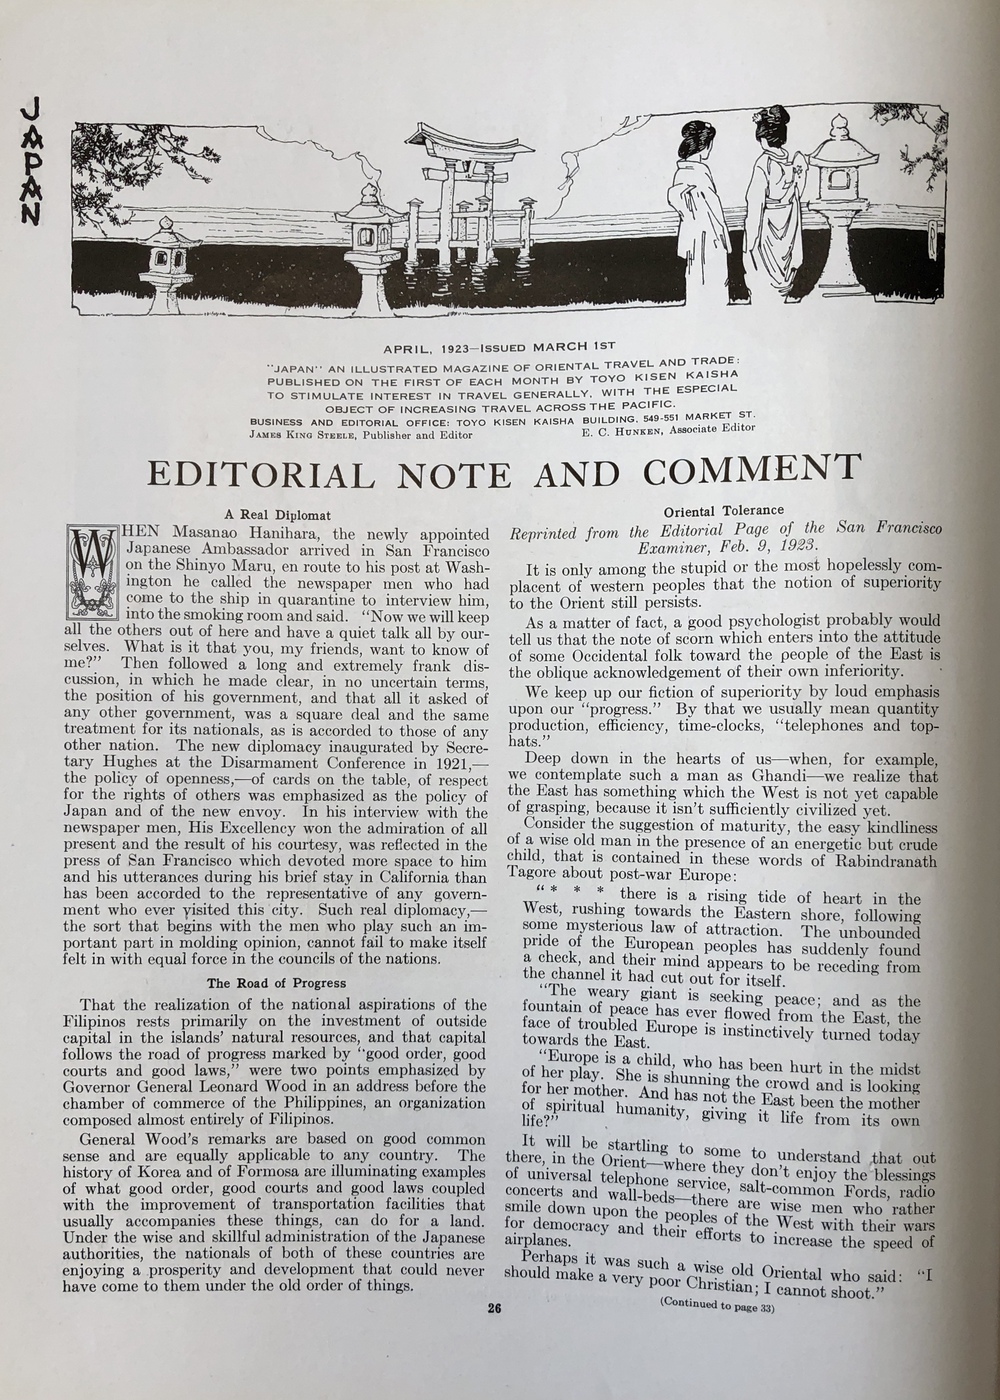 JAPAN
APRIL, 1923—ISSUED MARCH 1ST
"JAPAN" AN ILLUSTRATED MAGAZINE OF ORIENTAL TRAVEL AND TRADE:
PUBLISHED ON THE FIRST OF EACH MONTH BY TOYO KISEN KAISHA
TO STIMULATE INTEREST IN TRAVEL GENERALLY, WITH THE ESPECIAL
OBJECT OF INCREASING TRAVEL ACROSS THE PACIFIC.
BUSINESS AND EDITORIAL OFFICE: TOYO KISEN KAISHA BUILDING, 549-551 MARKET ST.
JAMES KING STEELE, Publisher and Editor E. C. HUNKEN, Associate Editor
EDITORIAL NOTE AND COMMENT
A Real Diplomat
WHEN Masanao Hanihara, the newly appointed
Japanese Ambassador arrived in San Francisco
on the Shinyo Maru, en route to his post at Wash-
ington he called the newspaper men who had
come to the ship in quarantine to interview him,
into the smoking room and said. "Now we will keep
all the others out of here and have a quiet talk all by our-
selves. What is it that you, my friends, want to know of
me?" Then followed a long and extremely frank dis-
cussion, in which he made clear, in no uncertain terms,
the position of his government, and that all it asked of
any other government, was a square deal and the same
treatment for its nationals, as is accorded to those of any
other nation. The new diplomacy inaugurated by Secre-
tary Hughes at the Disarmament Conference in 1921,—
the policy of openness,—of cards on the table, of respect
for the rights of others was emphasized as the policy of
Japan and of the new envoy. In his interview with the
newspaper men, His Excellency won the admiration of all
present and the result of his courtesy, was reflected in the
press of San Francisco which devoted more space to him
and his utterances during his brief stay in California than
has been accorded to the representative of any govern-
ment who ever visited this city. Such real diplomacy,—
the sort that begins with the men who play such an im-
portant part in molding opinion, cannot fail to make itself
felt in with equal force in the councils of the nations.
The Road of Progress
That the realization of the national aspirations of the
Filipinos rests primarily on the investment of outside
capital in the islands' natural resources, and that capital
follows the road of progress marked by "good order, good
courts and good laws," were two points emphasized by
Governor General Leonard Wood in an address before the
chamber of commerce of the Philippines, an organization
composed almost entirely of Filipinos.
General Wood's remarks are based on good common
sense and are equally applicable to any country. The
history of Korea and of Formosa are illuminating examples
of what good order, good courts and good laws coupled
with the improvement of transportation facilities that
usually accompanies these things, can do for a land.
Under the wise and skillful administration of the Japanese
authorities, the nationals of both of these countries are
enjoying a prosperity and development that could never
have come to them under the old order of things.
Oriental Tolerance
Reprinted from the Editorial Page of the San Francisco
Examiner, Feb. 9, 1923.
It is only among the stupid or the most hopelessly com-
placent of western peoples that the notion of superiority
to the Orient still persists.
As a matter of fact, a good psychologist probably would
tell us that the note of scorn which enters into the attitude
of some Occidental folk toward the people of the East is
the oblique acknowledgement of their own inferiority.
We keep up our fiction of superiority by loud emphasis
upon our "progress." By that we usually mean quantity
production, efficiency, time-clocks, "telephones and top-
hats."
Deep down in the hearts of us—when, for example,
we contemplate such a man as Ghandi—we realize that
the East has something which the West is not yet capable
of grasping, because it isn't sufficiently civilized yet.
Consider the suggestion of maturity, the easy kindliness
of a wise old man in the presence of an energetic but crude
child, that is contained in these words of Rabindranath
Tagore about post-war Europe:
"* * * there is a rising tide of heart in the
West, rushing towards the Eastern shore, following
some mysterious law of attraction. The unbounded
pride of the European peoples has suddenly found
a check, and their mind appears to be receding from
the channel it had cut out for itself.
"The weary giant is seeking peace; and as the
fountain of peace has ever flowed from the East, the
face of troubled Europe is instinctively turned today
towards the East.
"Europe is a child, who has been hurt in the midst
of her play. She is shunning the crowd and is looking
for her mother. And has not the East been the mother
of spiritual humanity, giving it life from its own
life?"
It will be startling to some to understand that out
there, in the Orient—where they don't enjoy the blessings
of universal telephone service, salt-common Fords, radio
concerts and wall-beds—there are wise men who rather
smile down upon the peoples of the West with their wars
for democracy and their efforts to increase the speed of
airplanes.
Perhaps it was such a wise old Oriental who said: "I
should make a very poor Christian; I cannot shoot."
(Continued to page 33)
26